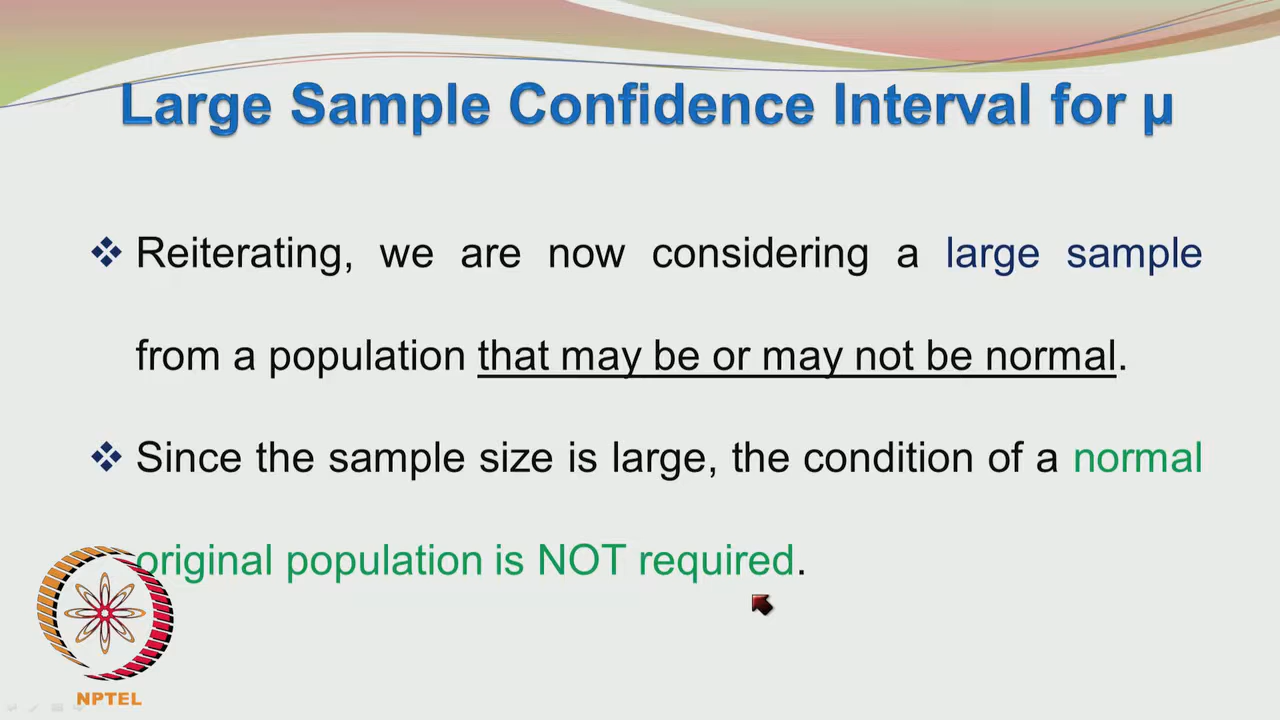 Large Sample Confidence Interval for μ
Reiterating, we are now considering a large sample
from a population that may be or may not be normal.
Since the sample size is large, the condition of a normal
original population is NOT required.
NPTEL